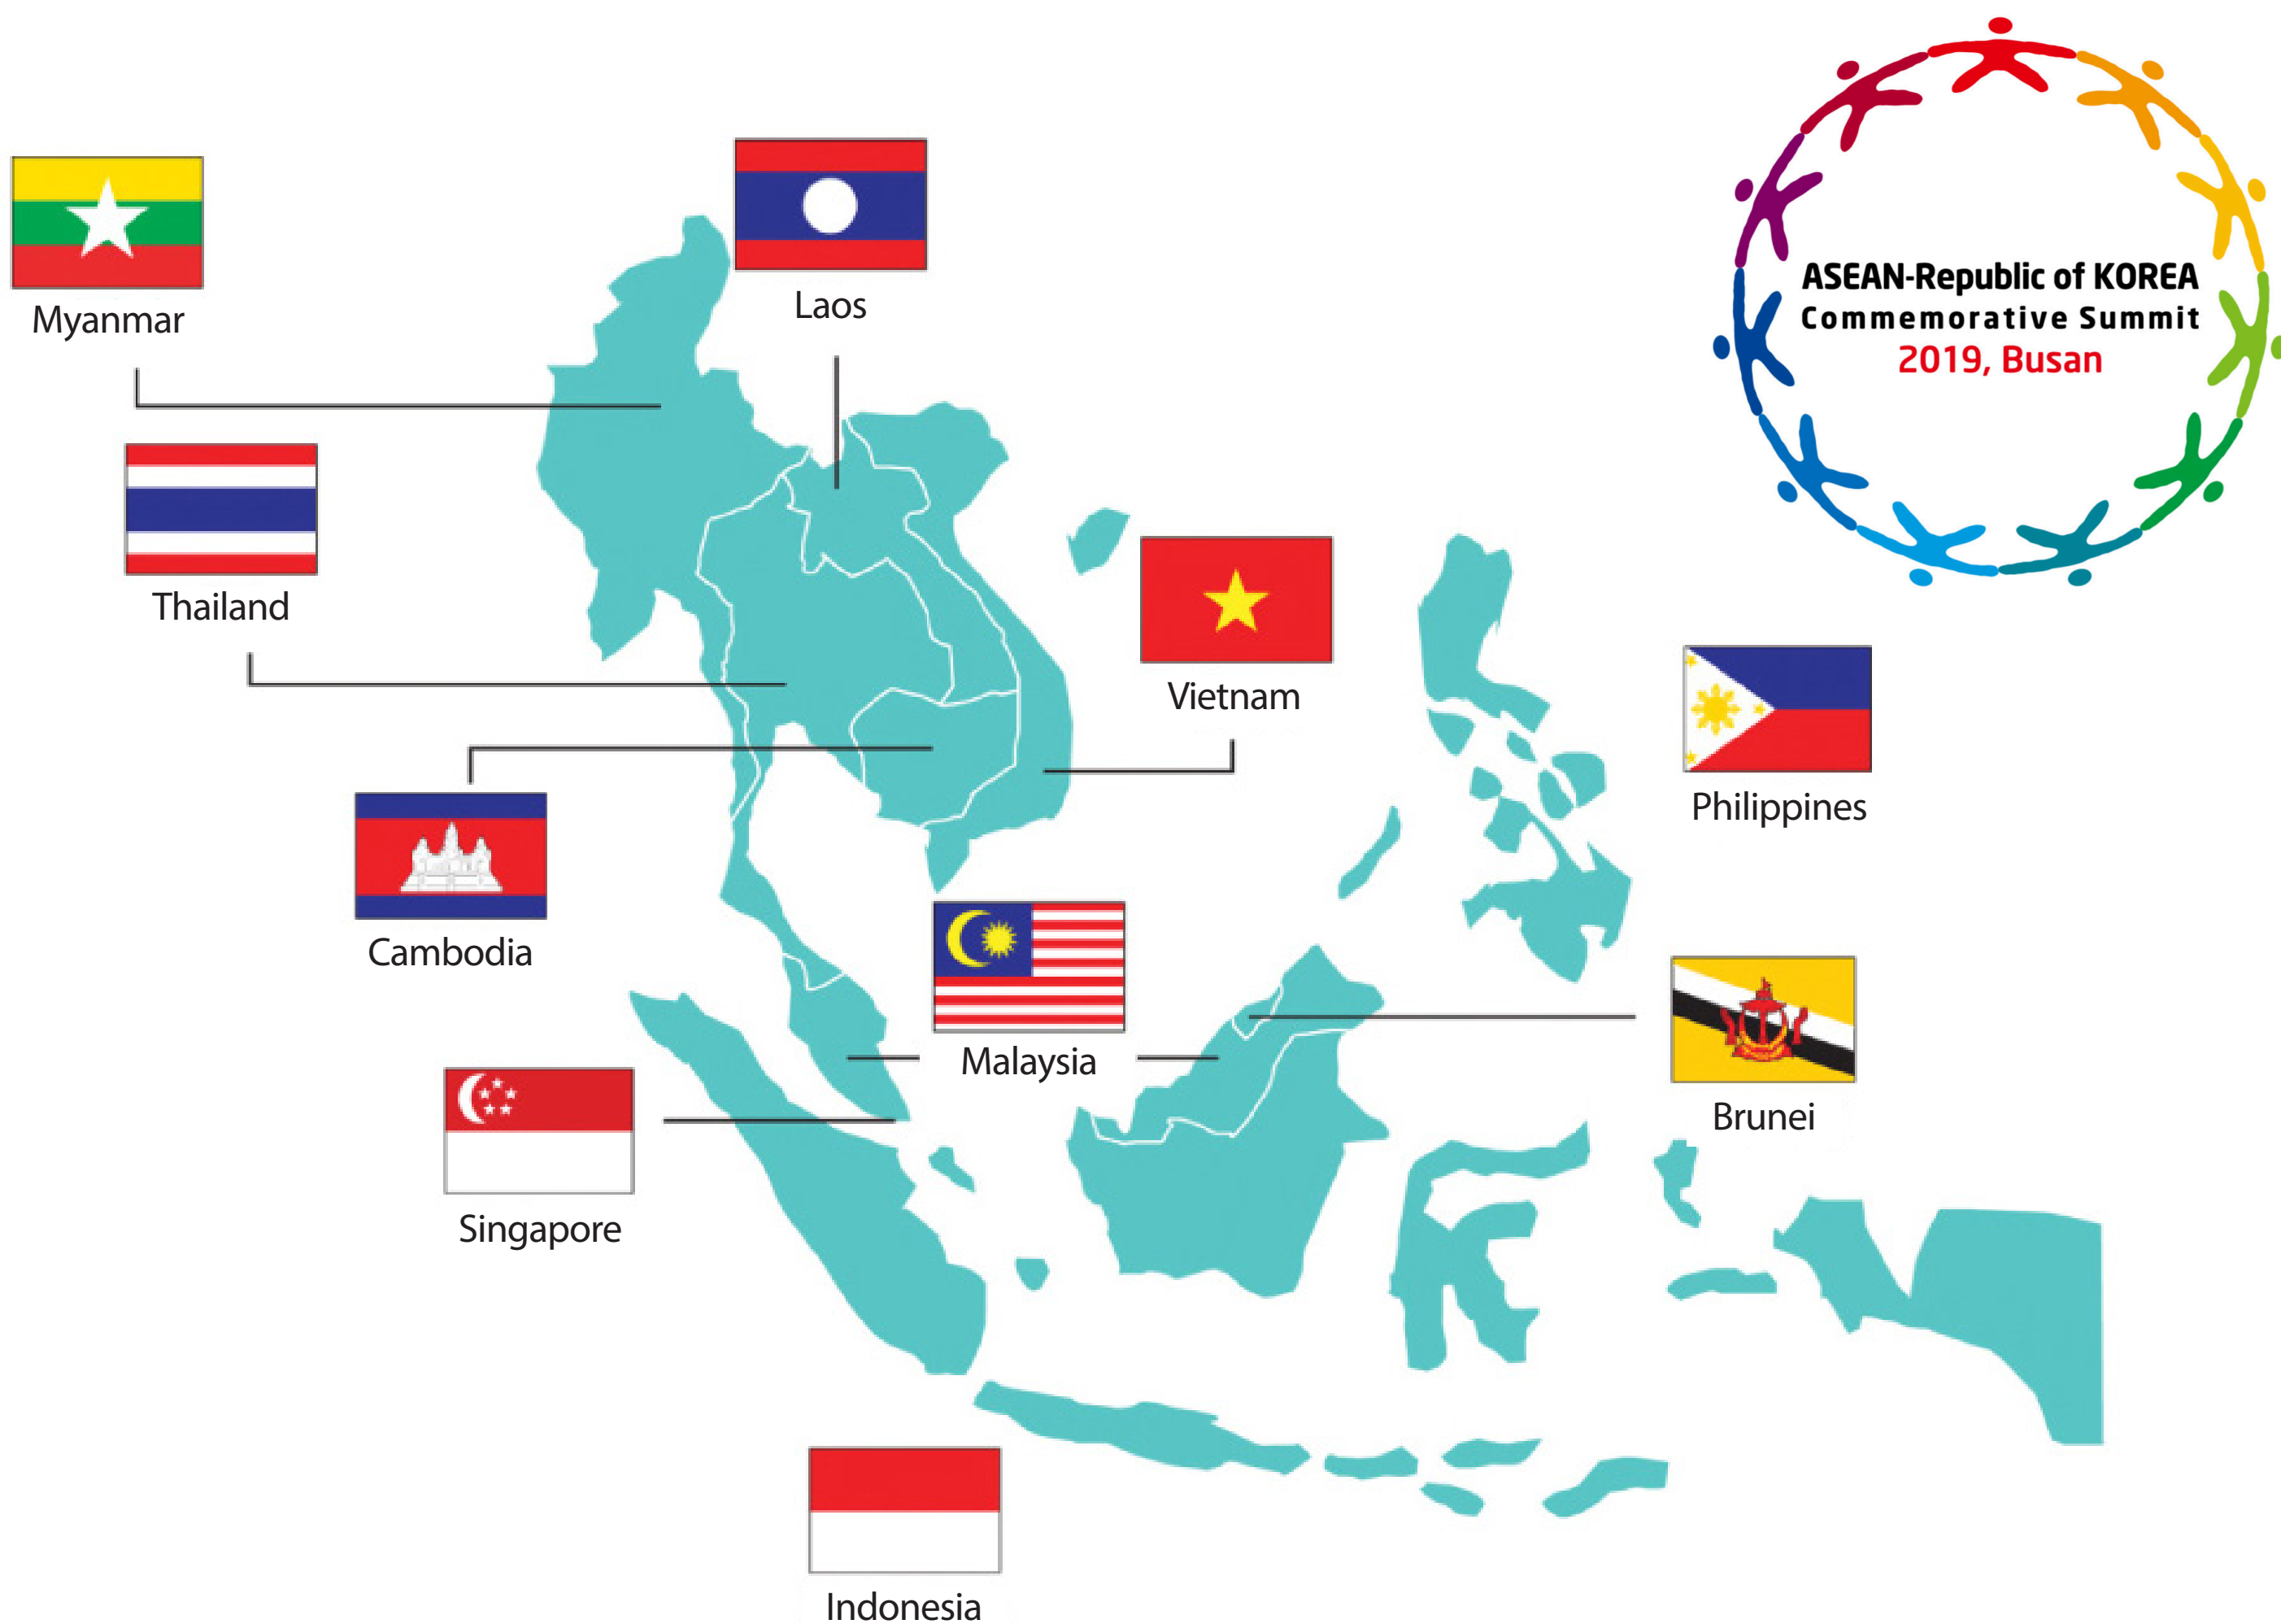 ASEAN-Republic of KOREA
Commemorative Summit
2019, Busan
Myanmar
Laos
Thailand
Vietnam
Philippines
Cambodia
Malaysia
Brunei
Singapore
Indonesia